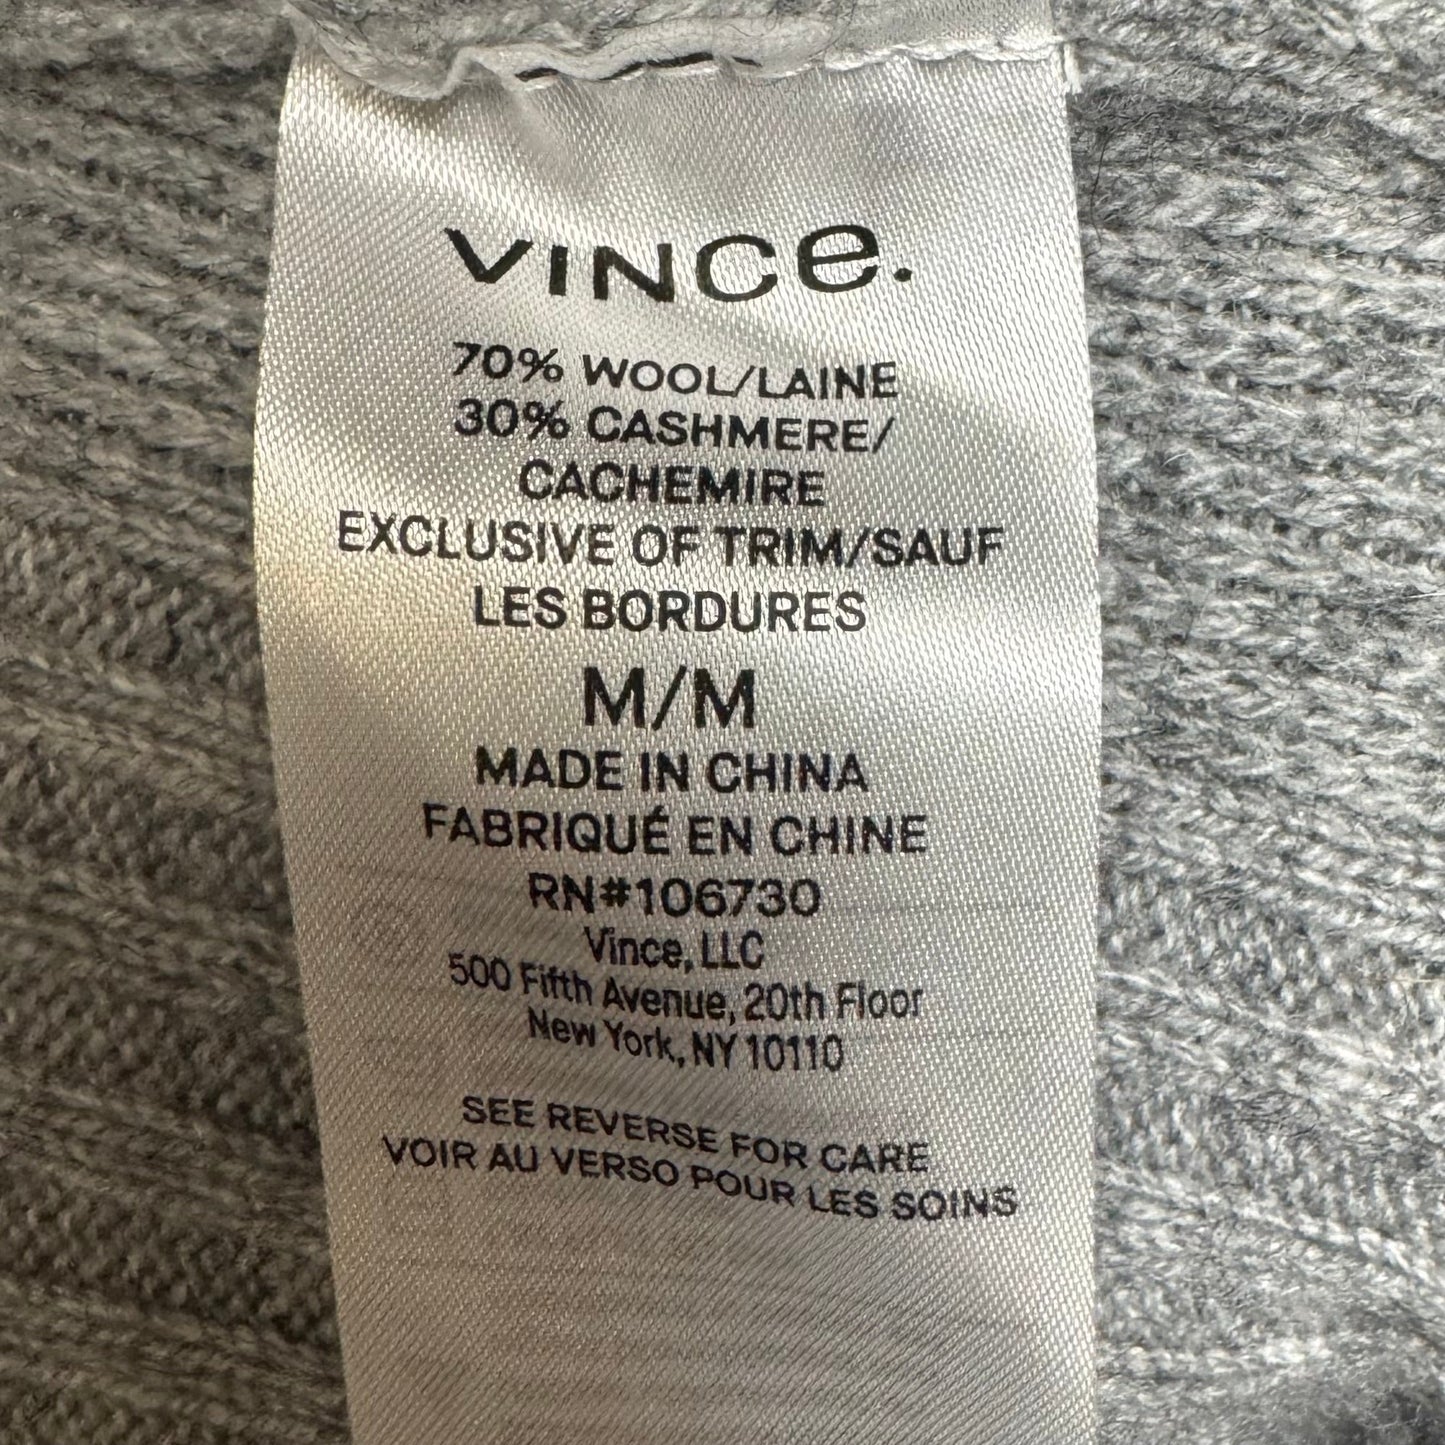 VINCe.
70% WOOL/LAINE
30% CASHMERE/
CACHEMIRE
EXCLUSIVE OF TRIM/SAUF
LES BORDURES
M/M
MADE IN CHINA
FABRIQUÉ EN CHINE
RN#106730
Vince, LLC
500 Fifth Avenue, 20th Floor
New York, NY 10110
SEE REVERSE FOR CARE
VOIR AU VERSO POUR LES SOINS